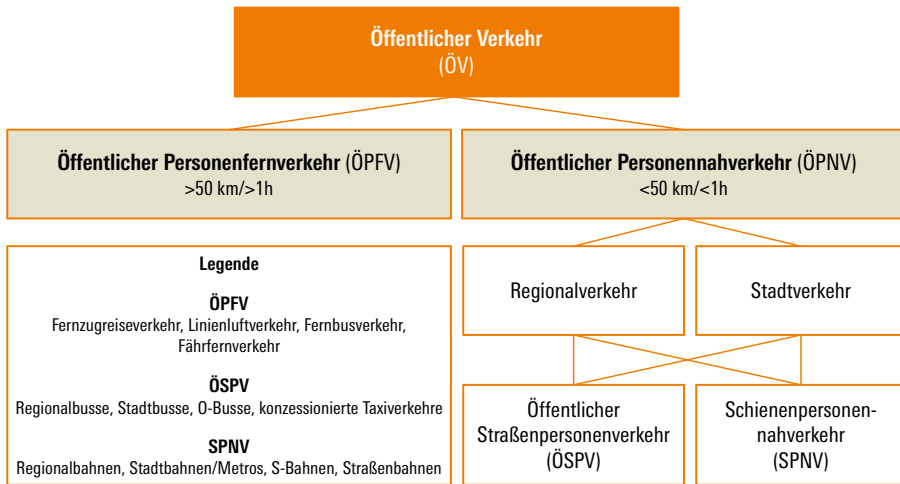 Öffentlicher Verkehr
(ÖV)
Öffentlicher Personenfernverkehr (ÖPFV)
>50 km/>1h
Öffentlicher Personennahverkehr (ÖPNV)
<50 km/<1h
Legende
ÖPFV
Fernzugreiseverkehr, Linienluftverkehr, Fernbusverkehr,
Fährfernverkehr
ÖSPV
Regionalbusse, Stadtbusse, O-Busse, konzessionierte Taxiverkehre
SPNV
Regionalbahnen, Stadtbahnen/Metros, S-Bahnen, Straßenbahnen
Regionalverkehr
Stadtverkehr
Öffentlicher
Straßenpersonenverkehr
(ÖSPV)
Schienenpersonen-
nahverkehr
(SPNV)